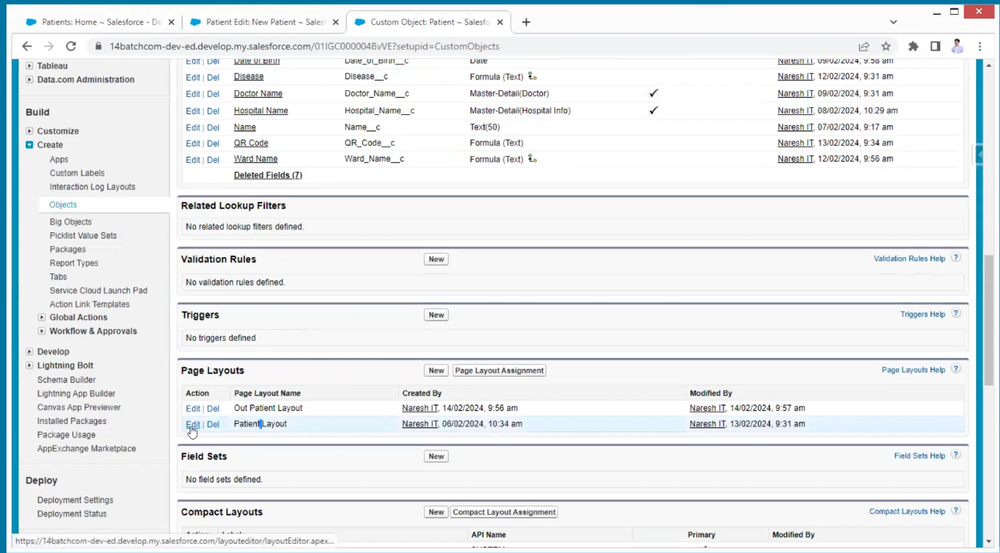 Patients: Home ~ Salesforce - De
Patient Edit: New Patient ~ Sales
Custom Object: Patient ~ Salesfo
14batchcom-dev-ed.develop.my.salesforce.com/01IGC000004BvVE?setupid=CustomObjects
Tableau
Data.com Administration
Build
Customize
Create
Apps
Custom Labels
Interaction Log Layouts
Objects
Big Objects
Picklist Value Sets
Packages
Report Types
Tabs
Service Cloud Launch Pad
Action Link Templates
Global Actions
Workflow & Approvals
Develop
Lightning Bolt
Schema Builder
Lightning App Builder
Canvas App Previewer
Installed Packages
Package Usage
AppExchange Marketplace
Deploy
Deployment Settings
Deployment Status
Edit | Del Date of Birth Date_of_Birth__c Date Naresh IT, 09/02/2024, 9:58 am
Edit | Del Disease Disease__c Formula (Text) Naresh IT, 12/02/2024, 9:31 am
Edit | Del Doctor Name Doctor_Name__c Master-Detail(Doctor) ✓ Naresh IT, 09/02/2024, 9:31 am
Edit | Del Hospital Name Hospital_Name__c Master-Detail(Hospital Info) ✓ Naresh IT, 08/02/2024, 10:29 am
Edit | Del Name Name__c Text(50) Naresh IT, 07/02/2024, 9:17 am
Edit | Del QR Code QR_Code__c Formula (Text) Naresh IT, 13/02/2024, 9:34 am
Edit | Del Ward Name Ward_Name__c Formula (Text) Naresh IT, 12/02/2024, 9:56 am
Deleted Fields (7)
Related Lookup Filters
No related lookup filters defined.
Validation Rules New Validation Rules Help ?
No validation rules defined.
Triggers New Triggers Help ?
No triggers defined
Page Layouts New Page Layout Assignment Page Layouts Help ?
Action Page Layout Name Created By Modified By
Edit | Del Out Patient Layout Naresh IT, 14/02/2024, 9:56 am Naresh IT, 14/02/2024, 9:57 am
Edit | Del Patient Layout Naresh IT, 06/02/2024, 10:34 am Naresh IT, 13/02/2024, 9:31 am
Field Sets New Field Sets Help ?
No field sets defined.
Compact Layouts New Compact Layout Assignment Compact Layouts Help ?
API Name Primary Modified By
https://14batchcom-dev-ed.develop.my.salesforce.com/layouteditor/layoutEditor.apex...